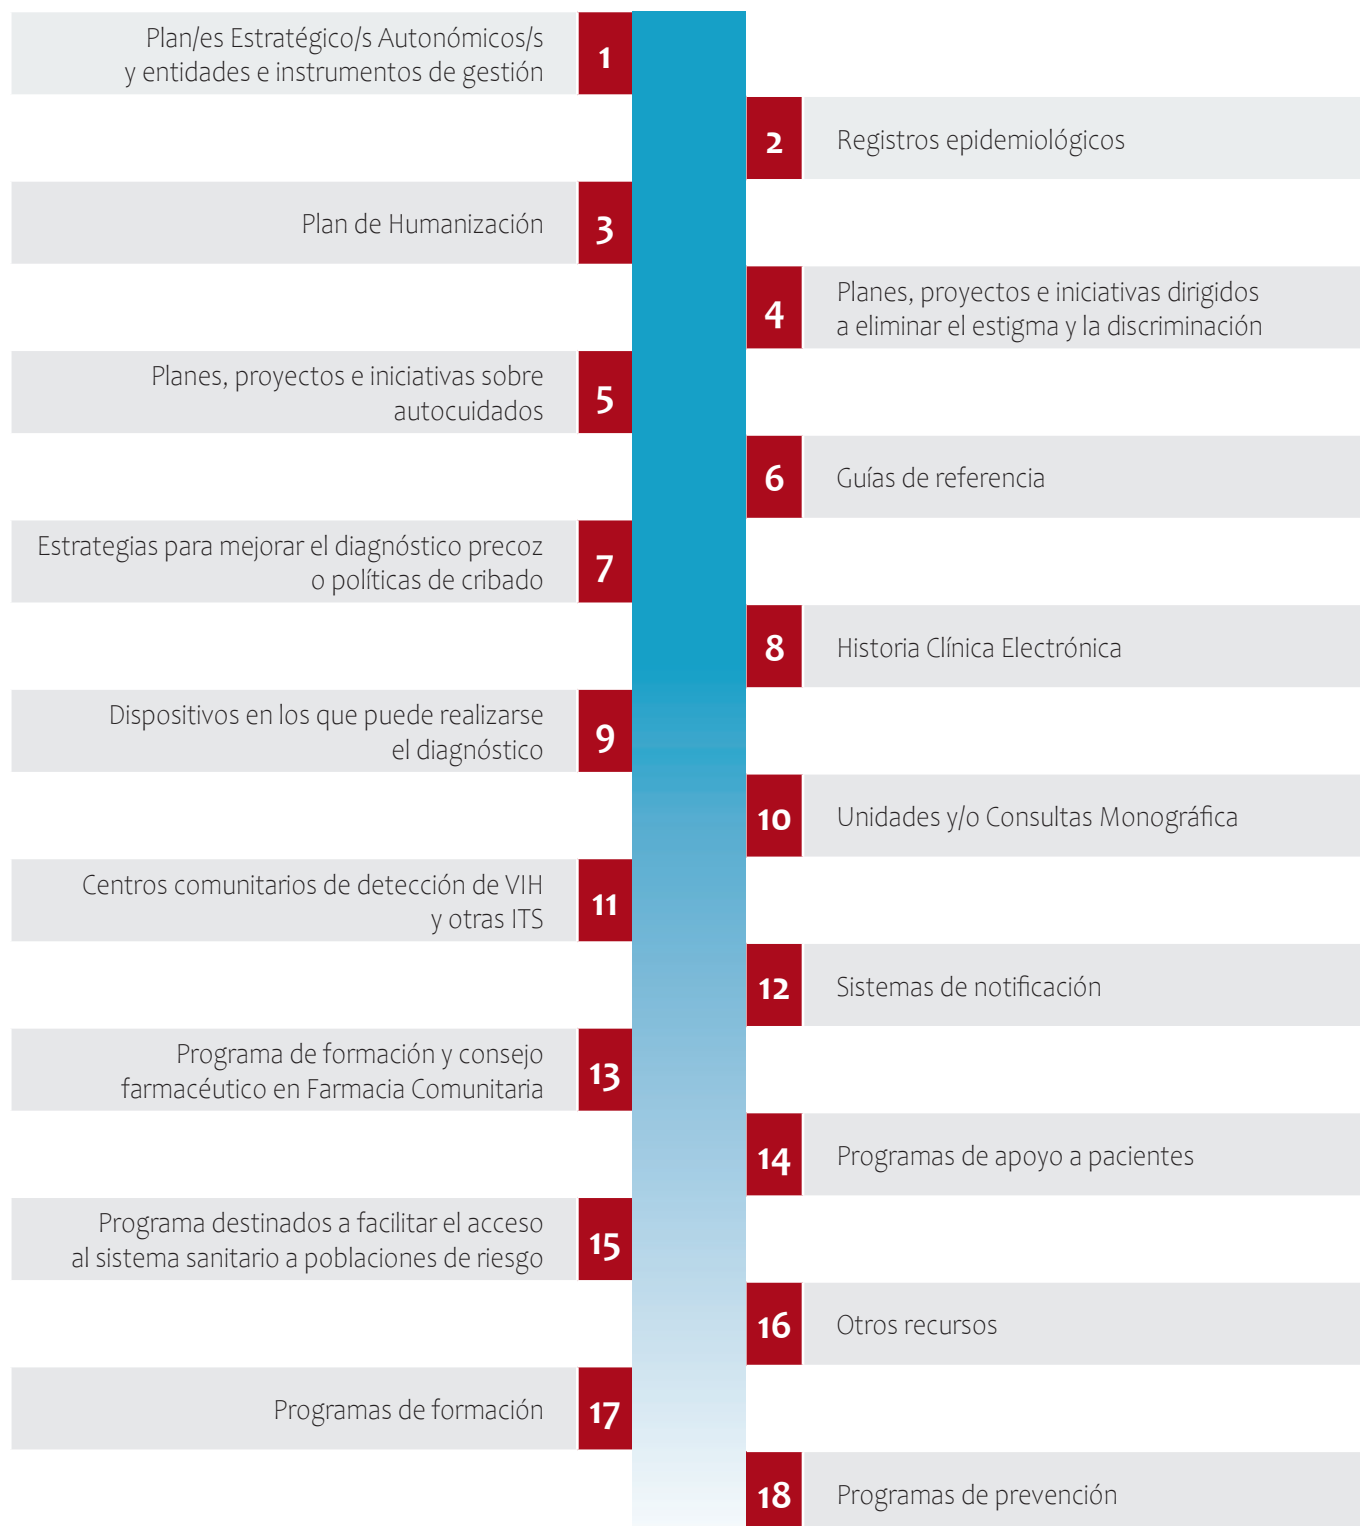 Plan/es Estratégico/s Autonómicos/s
y entidades e instrumentos de gestión
1
2
Registros epidemiológicos
Plan de Humanización
3
4
Planes, proyectos e iniciativas dirigidos
a eliminar el estigma y la discriminación
Planes, proyectos e iniciativas sobre
autocuidados
5
6
Guías de referencia
Estrategias para mejorar el diagnóstico precoz
o políticas de cribado
7
8
Historia Clínica Electrónica
Dispositivos en los que puede realizarse
el diagnóstico
9
10
Unidades y/o Consultas Monográfica
Centros comunitarios de detección de VIH
y otras ITS
11
12
Sistemas de notificación
Programa de formación y consejo
farmacéutico en Farmacia Comunitaria
13
14
Programas de apoyo a pacientes
Programa destinados a facilitar el acceso
al sistema sanitario a poblaciones de riesgo
15
16
Otros recursos
Programas de formación
17
18
Programas de prevención